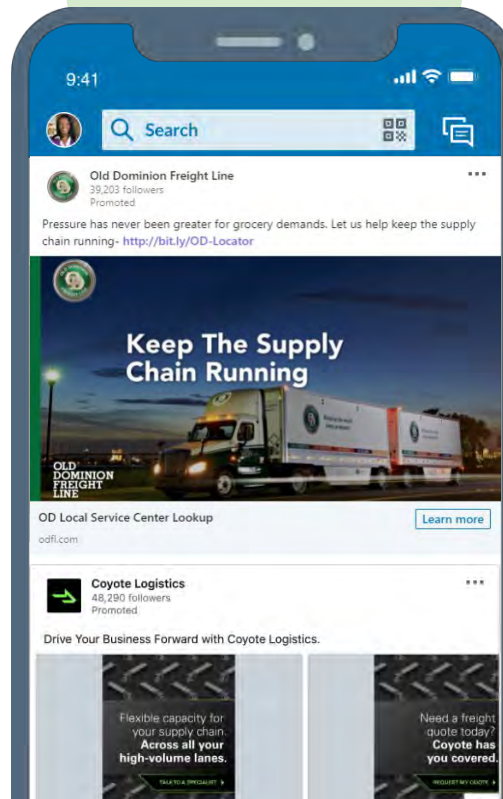 9:41
Search
Old Dominion Freight Line
39,203 followers
Promoted
Pressure has never been greater for grocery demands. Let us help keep the supply
chain running- http://bit.ly/OD-Locator
Keep The Supply
Chain Running
OLD
DOMINION
FREIGHT
LINE
OD Local Service Center Lookup
Learn more
odfl.com
Coyote Logistics
48,290 followers
Promoted
Drive Your Business Forward with Coyote Logistics.
Flexible capacity for
your supply chain.
Across all your
high-volume lanes.
TALK TO A SPECIALIST
Need a freight
quote today?
Coyote has
you covered.
REQUEST MY QUOTE